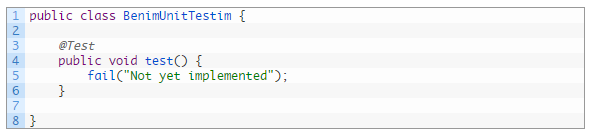 1 public class BenimUnitTestim {
2
3     @Test
4     public void test() {
5         fail("Not yet implemented");
6     }
7
8 }